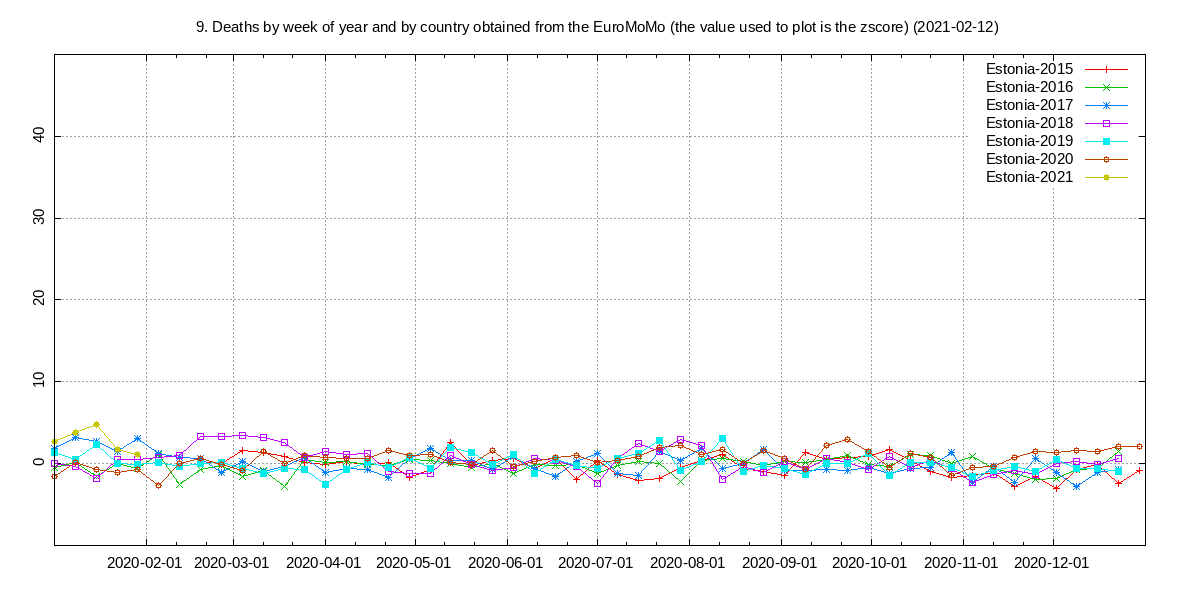 9. Deaths by week of year and by country obtained from the EuroMoMo (the value used to plot is the zscore) (2021-02-12)
Estonia-2015
Estonia-2016
Estonia-2017
Estonia-2018
Estonia-2019
Estonia-2020
Estonia-2021
40
30
20
10
0
2020-02-01 2020-03-01 2020-04-01 2020-05-01 2020-06-01 2020-07-01 2020-08-01 2020-09-01 2020-10-01 2020-11-01 2020-12-01